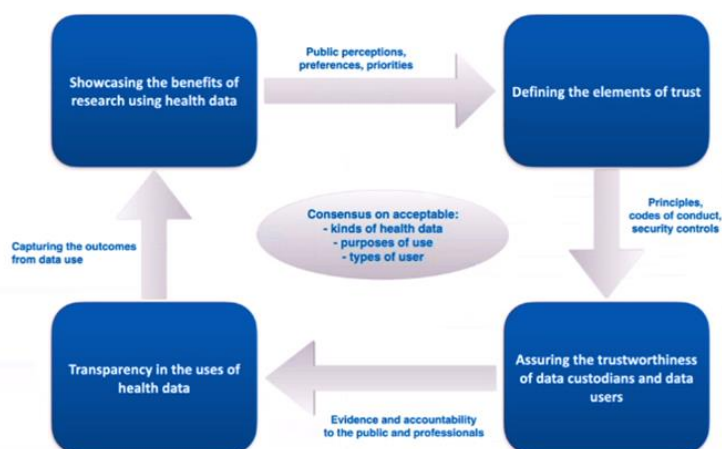 Showcasing the benefits of
research using health data
Public perceptions,
preferences, priorities
Defining the elements of trust
Principles,
codes of conduct,
security controls
Consensus on acceptable:
- kinds of health data
- purposes of use
- types of user
Capturing the outcomes
from data use
Transparency in the uses of
health data
Assuring the trustworthiness
of data custodians and data
users
Evidence and accountability
to the public and professionals